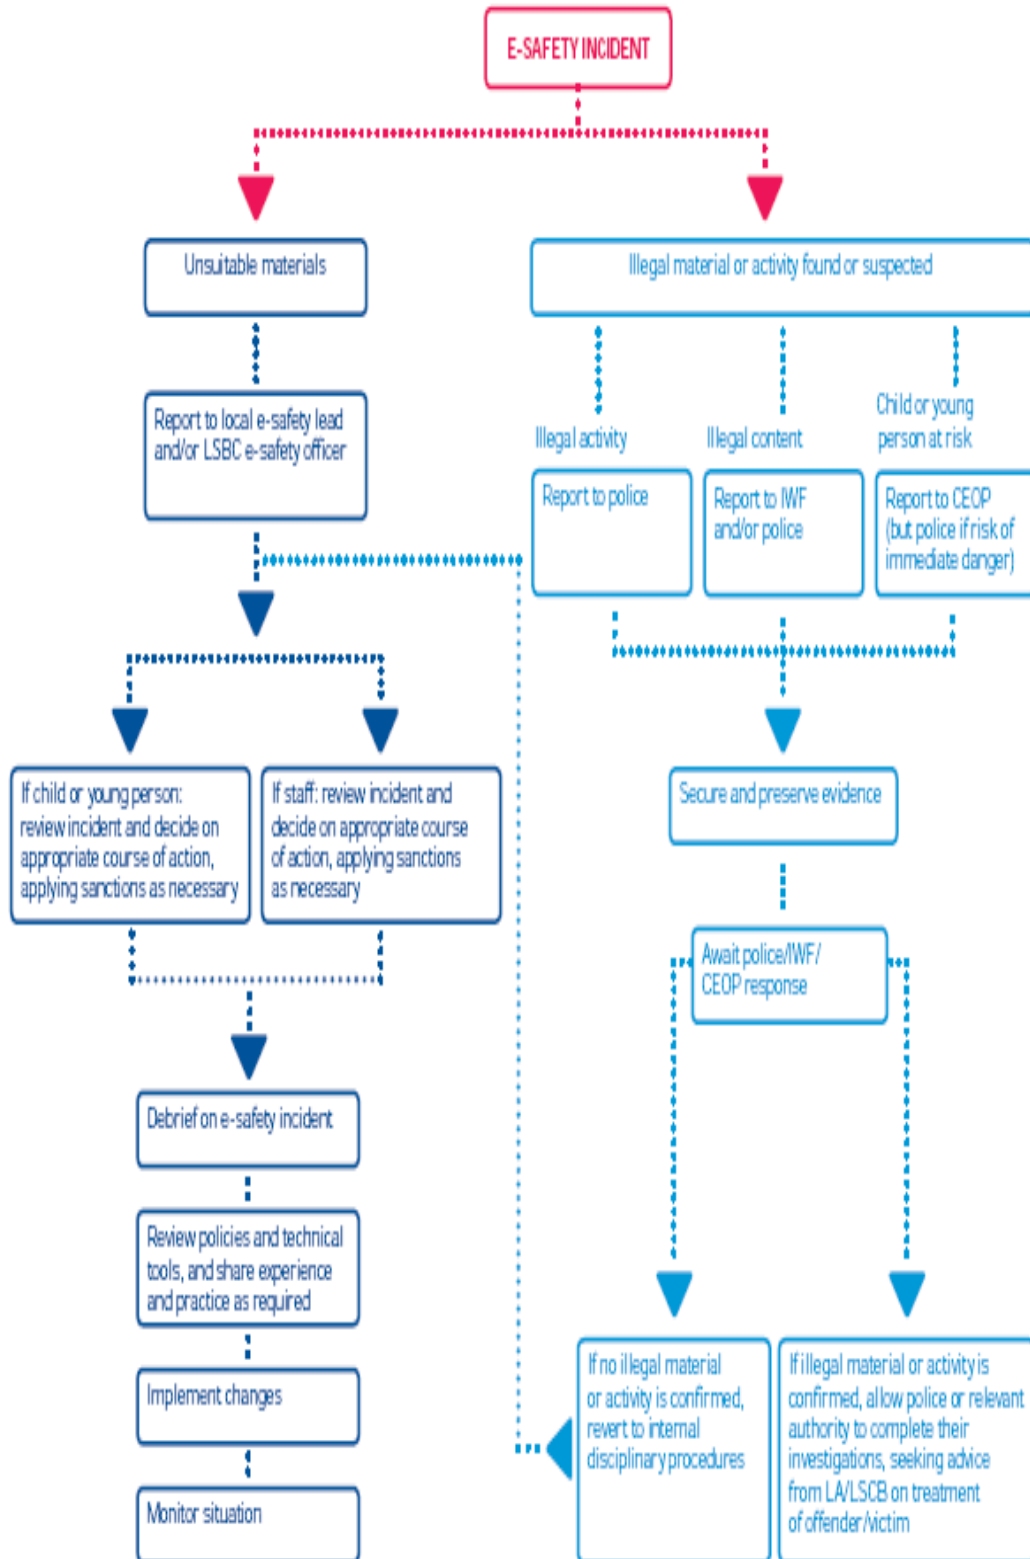 E-SAFETY INCIDENT
Unsuitable materials
Illegal material or activity found or suspected
Report to local e-safety lead
and/or LSBC e-safety officer
Illegal activity
Illegal content
Child or young
person at risk
Report to police
Report to IWF
and/or police
Report to CEOP
(but police if risk of
immediate danger)
If child or young person:
review incident and decide on
appropriate course of action,
applying sanctions as necessary
If staff: review incident and
decide on appropriate course
of action, applying sanctions
as necessary
Secure and preserve evidence
Await police/IWF/
CEOP response
Debrief on e-safety incident
Review policies and technical
tools, and share experience
and practice as required
Implement changes
Monitor situation
If no illegal material
or activity is confirmed,
revert to internal
disciplinary procedures
If illegal material or activity is
confirmed, allow police or relevant
authority to complete their
investigations, seeking advice
from LA/LSCB on treatment
of offender/victim